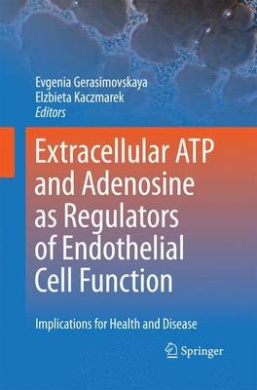 Evgenia Gerasimovskaya
Elzbieta Kaczmarek
Editors
Extracellular ATP
and Adenosine
as Regulators
of Endothelial
Cell Function
Implications for Health and Disease
Springer